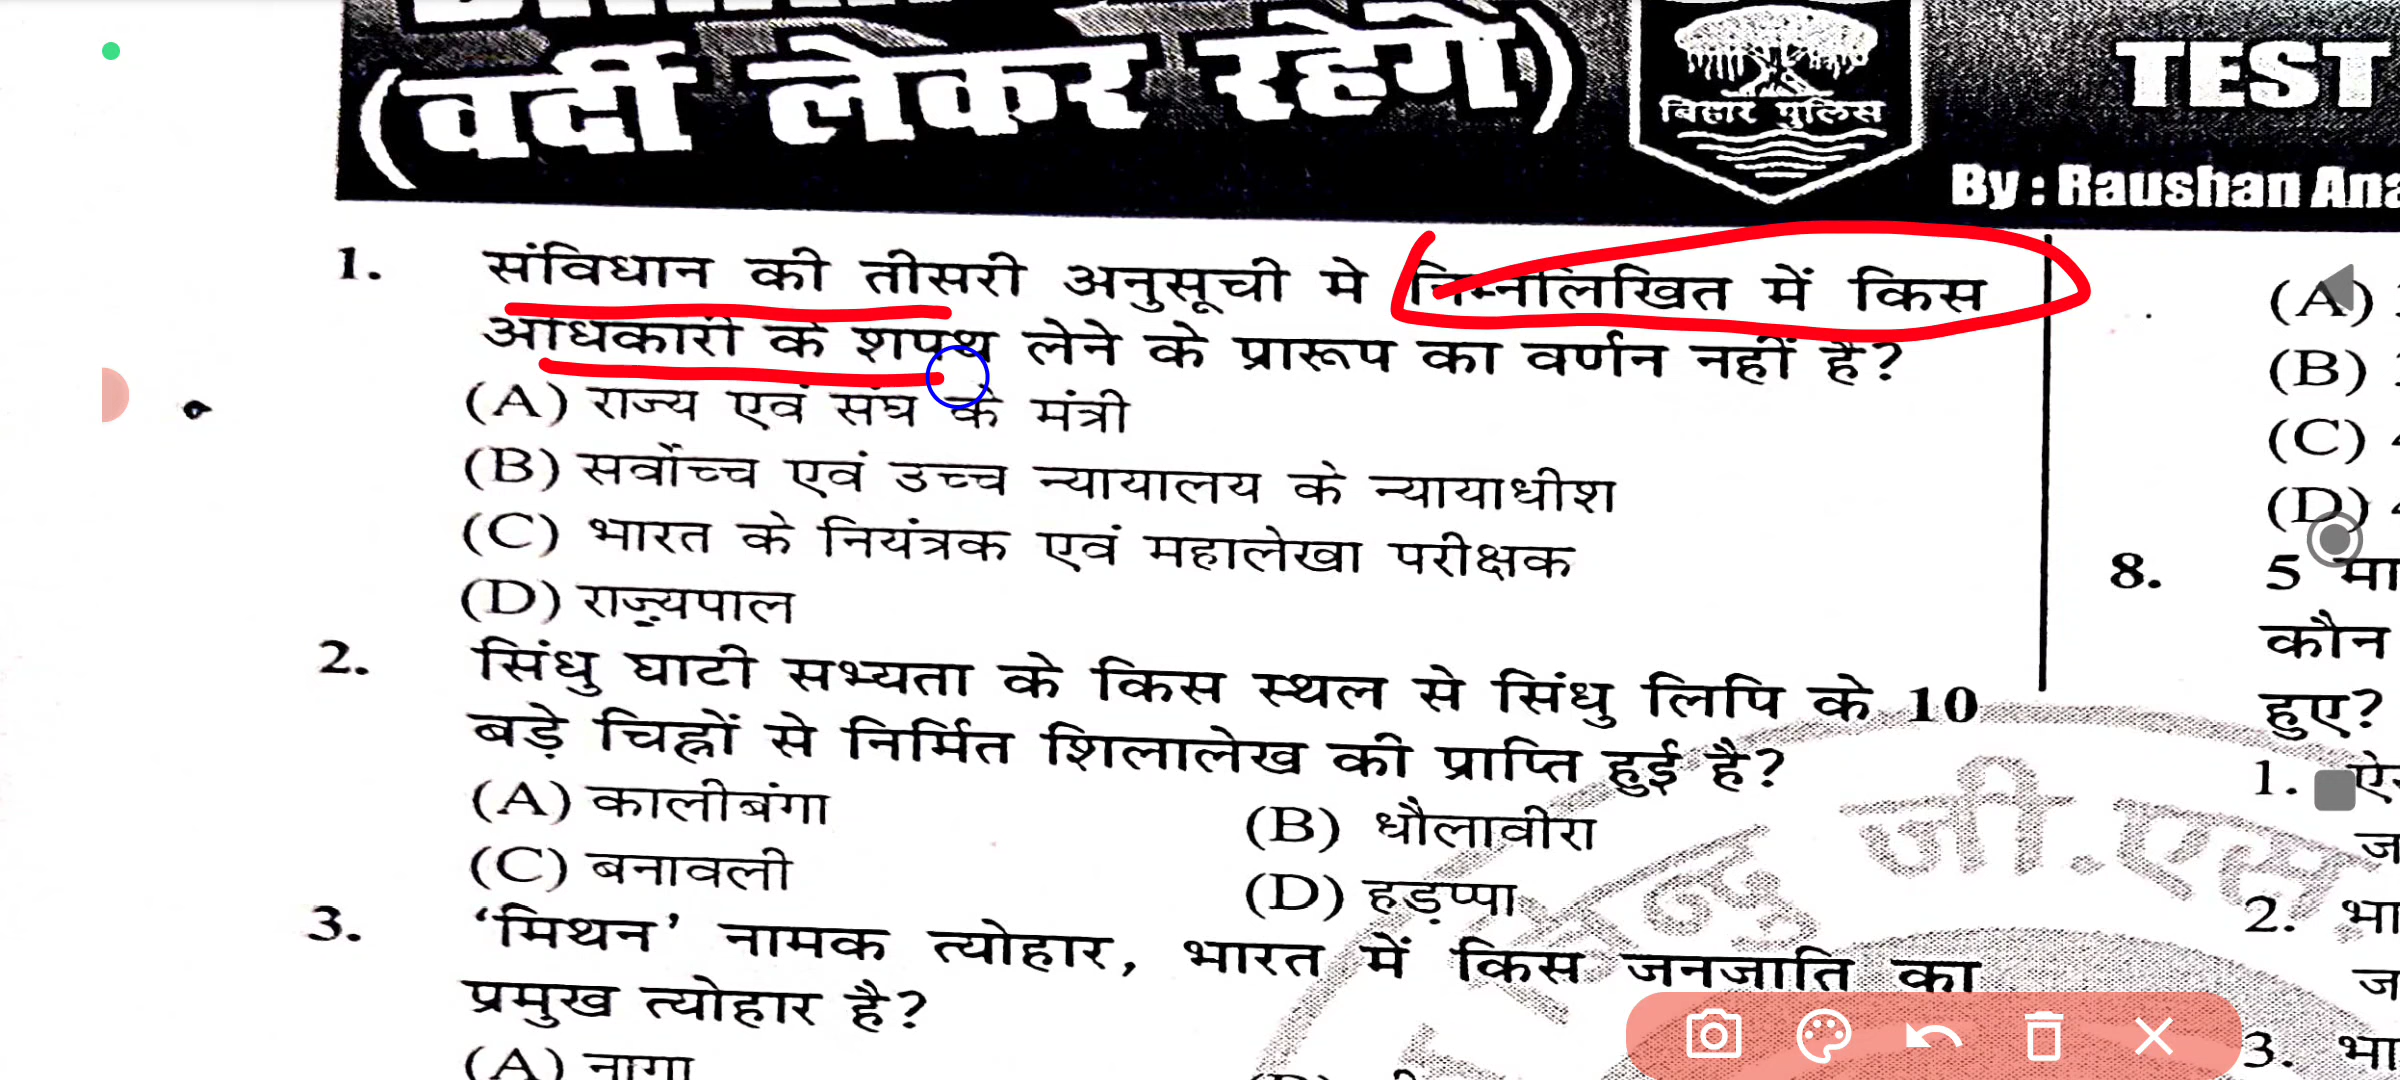 (वर्दी लेकर रहेगे)
बिहार पुलिस
TEST
By : Raushan
1. संविधान की तीसरी अनुसूची मे निम्नलिखित में किस
अधिकारी के शपथ लेने के प्रारूप का वर्णन नहीं है?
(A) राज्य एवं संघ के मंत्री
(B) सर्वोच्च एवं उच्च न्यायालय के न्यायाधीश
(C) भारत के नियंत्रक एवं महालेखा परीक्षक
(D) राज्यपाल
2. सिंधु घाटी सभ्यता के किस स्थल से सिंधु लिपि के 10
बड़े चिह्नों से निर्मित शिलालेख की प्राप्ति हुई है?
(A) कालीबंगा
(B) धौलावीरा
(C) बनावली
(D) हड़प्पा
3. ‘मिथन’ नामक त्योहार, भारत में किस जनजाति का
प्रमुख त्योहार है?
(A) नागा
(A)
(B)
(C)
(D)
8. 5
कौन
हुए?
1.
2.
3.
जी.एस